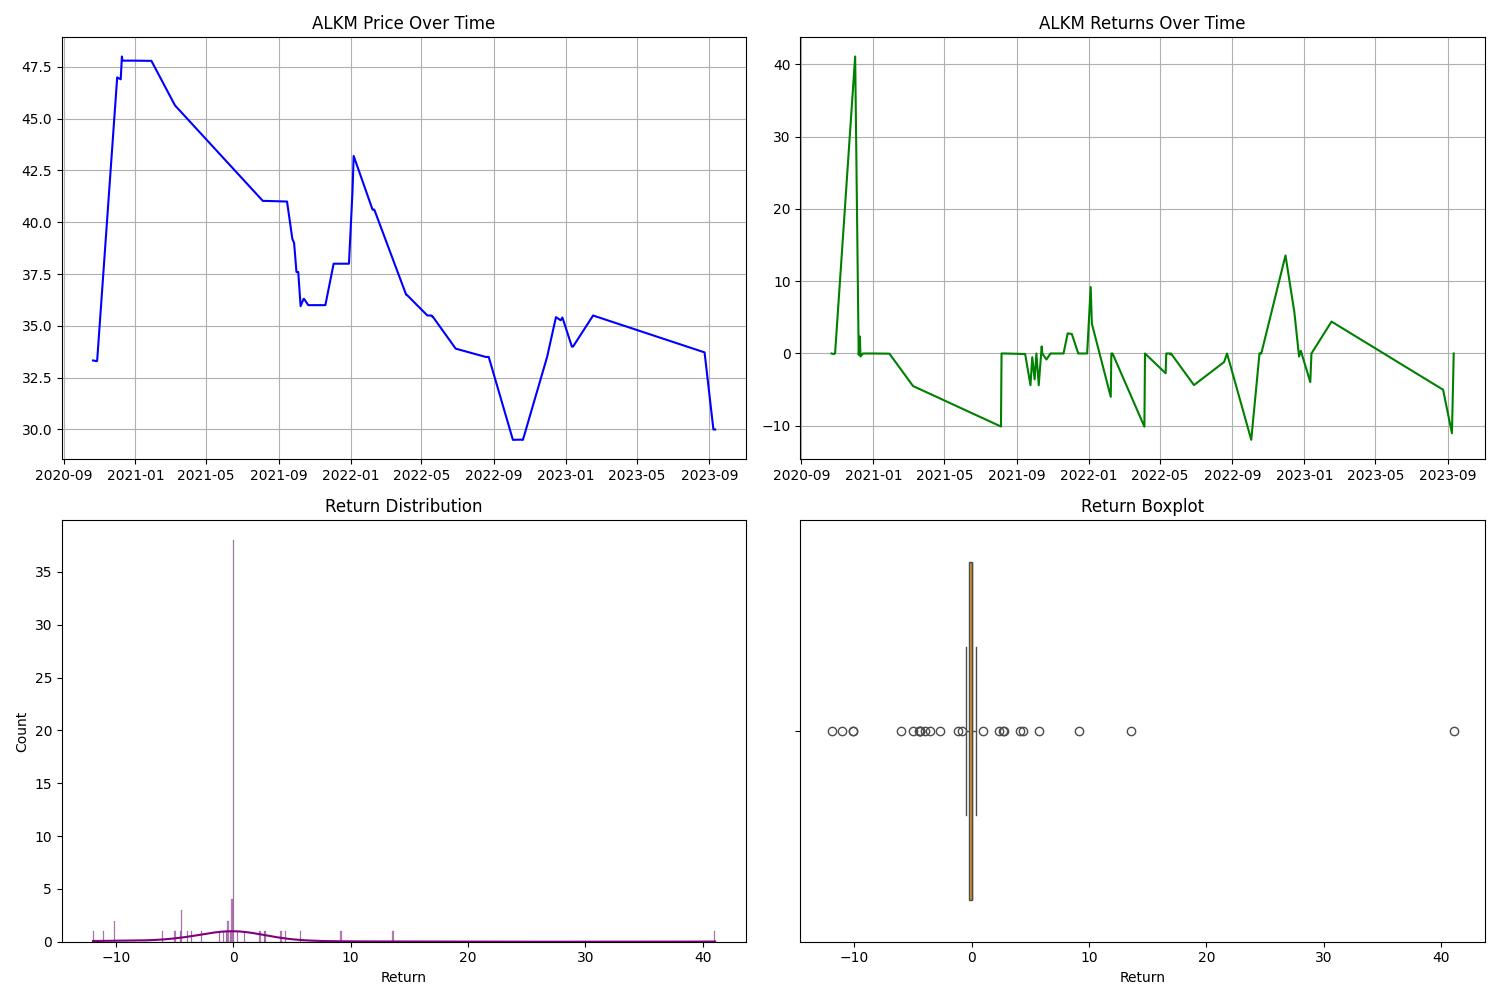 ALKM Price Over Time
47.5
45.0
42.5
40.0
37.5
35.0
32.5
30.0
2020-09 2021-01 2021-05 2021-09 2022-01 2022-05 2022-09 2023-01 2023-05 2023-09
ALKM Returns Over Time
40
30
20
10
0
−10
2020-09 2021-01 2021-05 2021-09 2022-01 2022-05 2022-09 2023-01 2023-05 2023-09
Return Distribution
Count
35
30
25
20
15
10
5
0
−10 0 10 20 30 40
Return
Return Boxplot
−10 0 10 20 30 40
Return